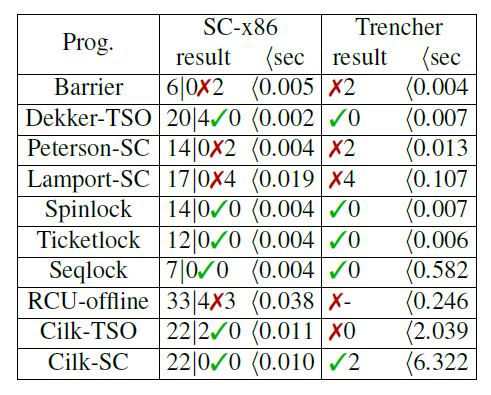 Prog. SC-x86 Trencher
result ⟨sec result ⟨sec
Barrier 6|0✗2 ⟨0.005 ✗2 ⟨0.004
Dekker-TSO 20|4✓0 ⟨0.002 ✓0 ⟨0.007
Peterson-SC 14|0✗2 ⟨0.004 ✗2 ⟨0.013
Lamport-SC 17|0✗4 ⟨0.019 ✗4 ⟨0.107
Spinlock 14|0✓0 ⟨0.004 ✓0 ⟨0.007
Ticketlock 12|0✓0 ⟨0.004 ✓0 ⟨0.006
Seqlock 7|0✓0 ⟨0.004 ✓0 ⟨0.582
RCU-offline 33|4✗3 ⟨0.038 ✗- ⟨0.246
Cilk-TSO 22|2✓0 ⟨0.011 ✗0 ⟨2.039
Cilk-SC 22|0✓0 ⟨0.010 ✓2 ⟨6.322